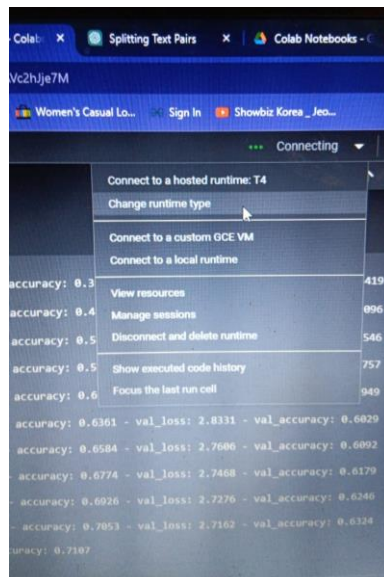 Colab
Splitting Text Pairs
Colab Notebooks -
Vc2hJje7M
Women's Casual Lo...
Sign In
Showbiz Korea _ Jeo...
Connecting
Connect to a hosted runtime: T4
Change runtime type
Connect to a custom GCE VM
Connect to a local runtime
accuracy: 0.3 419
View resources
accuracy: 0.4 096
Manage sessions
accuracy: 0.5 546
Disconnect and delete runtime
accuracy: 0.5 757
Show executed code history
accuracy: 0.6 949
Focus the last run cell
accuracy: 0.6361 - val_loss: 2.8331 - val_accuracy: 0.6029
accuracy: 0.6584 - val_loss: 2.7606 - val_accuracy: 0.6092
accuracy: 0.6774 - val_loss: 2.7468 - val_accuracy: 0.6179
- accuracy: 0.6926 - val_loss: 2.7276 - val_accuracy: 0.6246
- accuracy: 0.7053 - val_loss: 2.7162 - val_accuracy: 0.6324
curacy: 0.7107